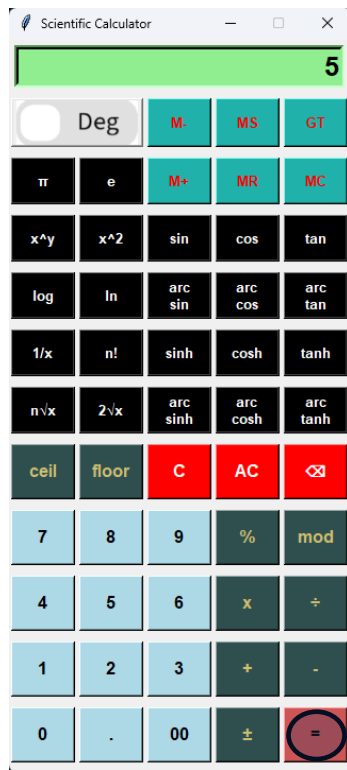 Scientific Calculator
5
Deg M- MS GT
π e M+ MR MC
x^y x^2 sin cos tan
log ln arc sin arc cos arc tan
1/x n! sinh cosh tanh
n√x 2√x arc sinh arc cosh arc tanh
ceil floor C AC ⌫
7 8 9 % mod
4 5 6 x ÷
1 2 3 + -
0 . 00 ± =